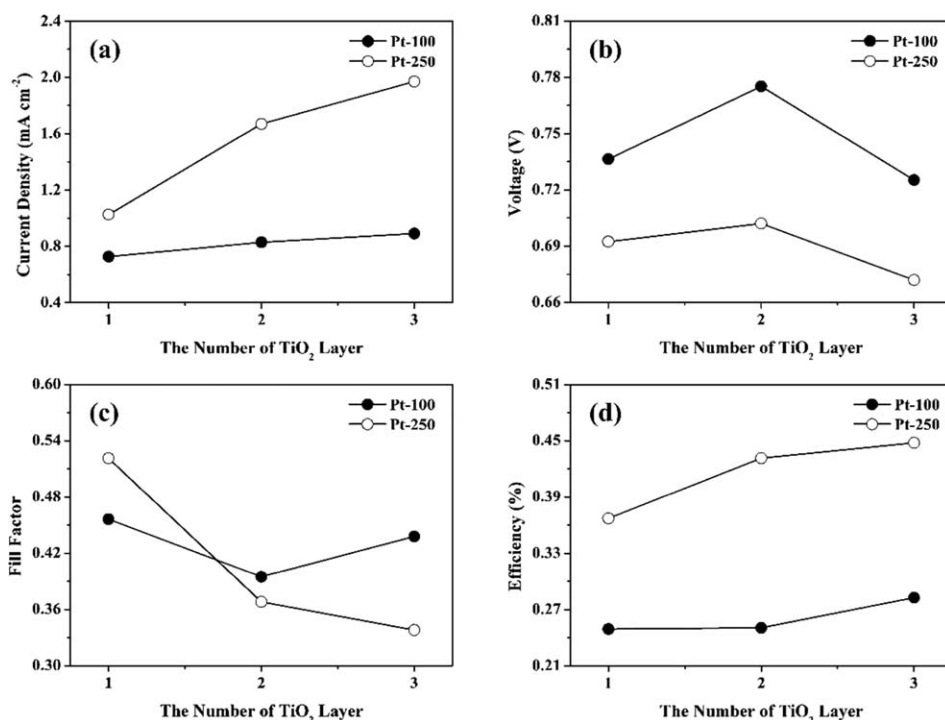 (a)
Pt-100
Pt-250
Current Density (mA cm⁻²)
2.4
2.0
1.6
1.2
0.8
0.4
1 2 3
The Number of TiO₂ Layer
(b)
Pt-100
Pt-250
Voltage (V)
0.81
0.78
0.75
0.72
0.69
0.66
1 2 3
The Number of TiO₂ Layer
(c)
Pt-100
Pt-250
Fill Factor
0.60
0.54
0.48
0.42
0.36
0.30
1 2 3
The Number of TiO₂ Layer
(d)
Pt-100
Pt-250
Efficiency (%)
0.51
0.45
0.39
0.33
0.27
0.21
1 2 3
The Number of TiO₂ Layer